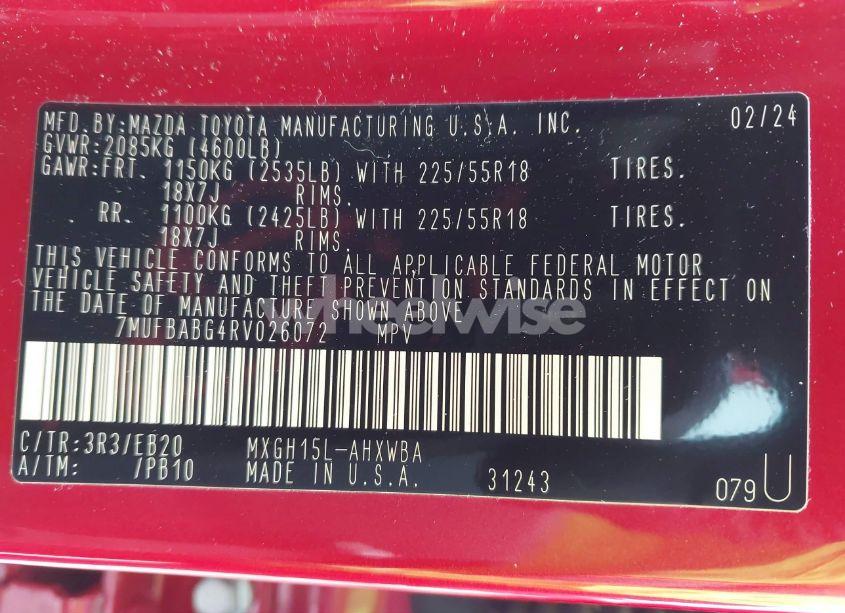 MFD.BY:MAZDA TOYOTA MANUFACTURING U.S.A. INC. 02/24
GVWR:2085KG (4600LB)
GAWR:FRT. 1150KG (2535LB) WITH 225/55R18 TIRES.
18X7J RIMS.
RR. 1100KG (2425LB) WITH 225/55R18 TIRES.
18X7J RIMS.
THIS VEHICLE CONFORMS TO ALL APPLICABLE FEDERAL MOTOR
VEHICLE SAFETY AND THEFT PREVENTION STANDARDS IN EFFECT ON
THE DATE OF MANUFACTURE SHOWN ABOVE.
wheelwise
7MUFBABG4RV026072 MPV
C/TR:3R3/EB20 MXGH15L-AHXWBA
A/TM: /PB10 MADE IN U.S.A. 31243 079U